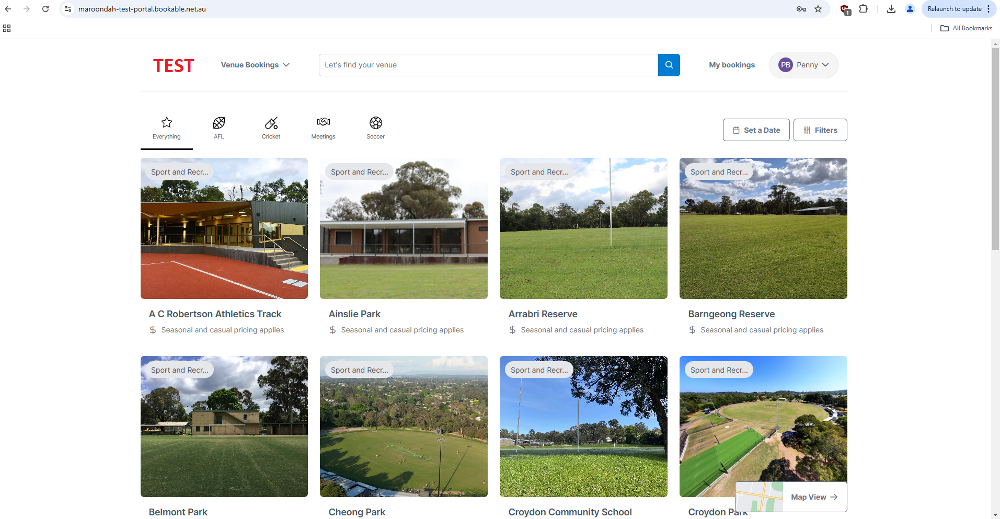 maroondah-test-portal.bookable.net.au
1
Relaunch to update
All Bookmarks
TEST
Venue Bookings
Let's find your venue
My bookings
PB
Penny
Everything
AFL
Cricket
Meetings
Soccer
Set a Date
Filters
Sport and Recr...
Sport and Recr...
Sport and Recr...
Sport and Recr...
A C Robertson Athletics Track
Ainslie Park
Arrabri Reserve
Barngeong Reserve
$ Seasonal and casual pricing applies
$ Seasonal and casual pricing applies
$ Seasonal and casual pricing applies
$ Seasonal and casual pricing applies
Sport and Recr...
Sport and Recr...
Sport and Recr...
Sport and Recr...
Map View
Belmont Park
Cheong Park
Croydon Community School
Croydon Park